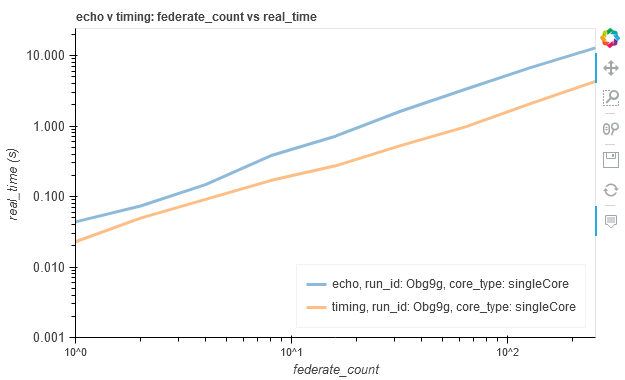 echo v timing: federate_count vs real_time
10.000
1.000
0.100
0.010
0.001
real_time (s)
10^0
10^1
10^2
federate_count
echo, run_id: Obg9g, core_type: singleCore
timing, run_id: Obg9g, core_type: singleCore